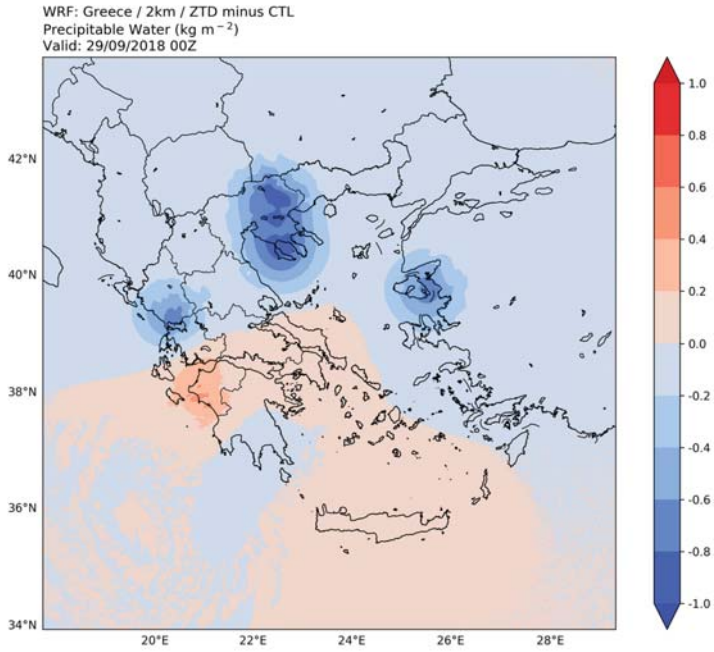 WRF: Greece / 2km / ZTD minus CTL
Precipitable Water (kg m⁻²)
Valid: 29/09/2018 00Z
1.0
0.8
0.6
0.4
0.2
0.0
-0.2
-0.4
-0.6
-0.8
-1.0
42°N
40°N
38°N
36°N
34°N
20°E
22°E
24°E
26°E
28°E